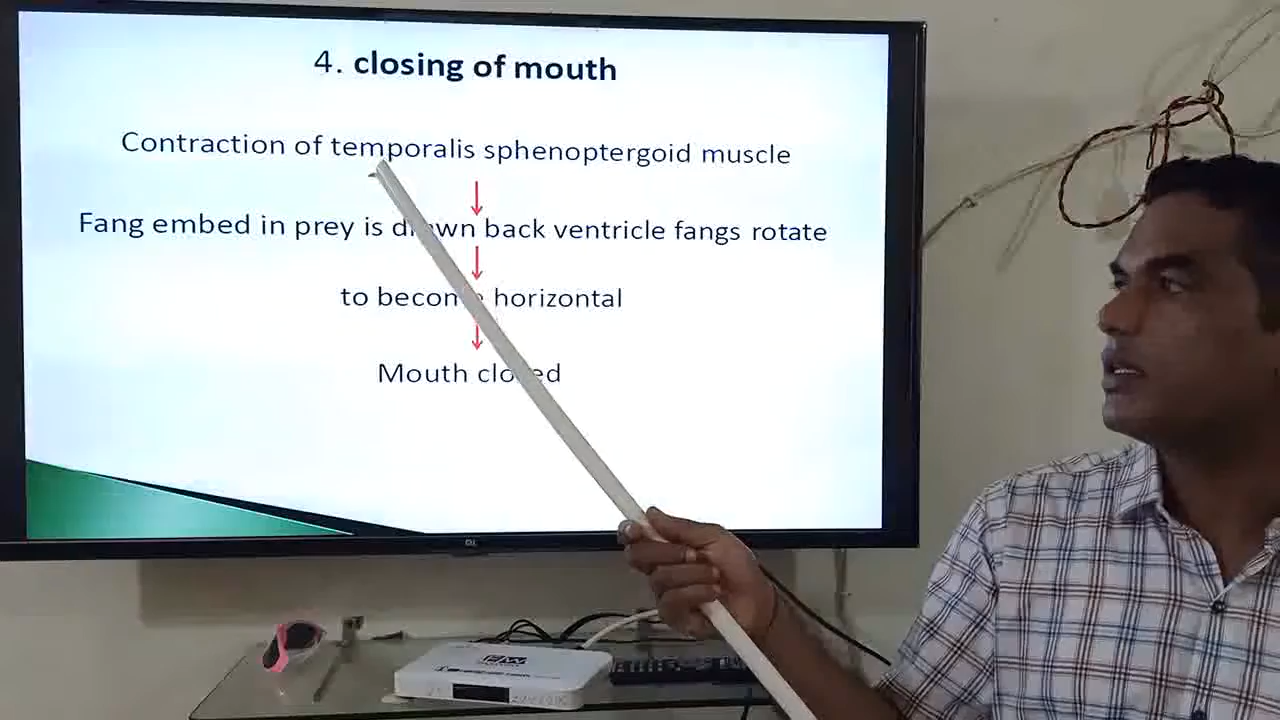 4. closing of mouth
Contraction of temporalis sphenoptergoid muscle
Fang embed in prey is drawn back ventricle fangs rotate
to become horizontal
Mouth closed